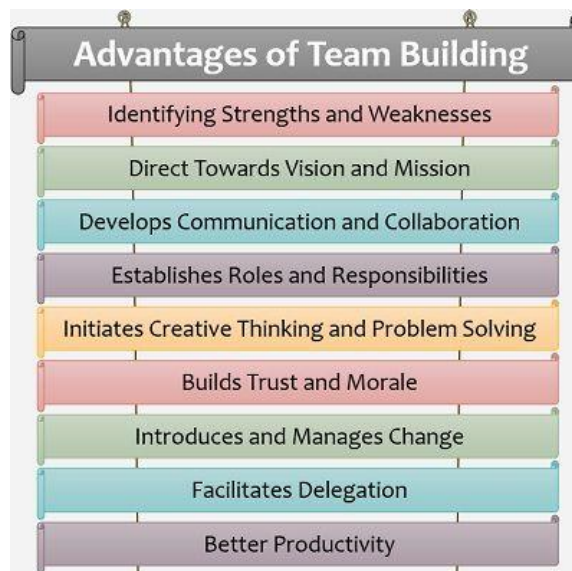 Advantages of Team Building
Identifying Strengths and Weaknesses
Direct Towards Vision and Mission
Develops Communication and Collaboration
Establishes Roles and Responsibilities
Initiates Creative Thinking and Problem Solving
Builds Trust and Morale
Introduces and Manages Change
Facilitates Delegation
Better Productivity